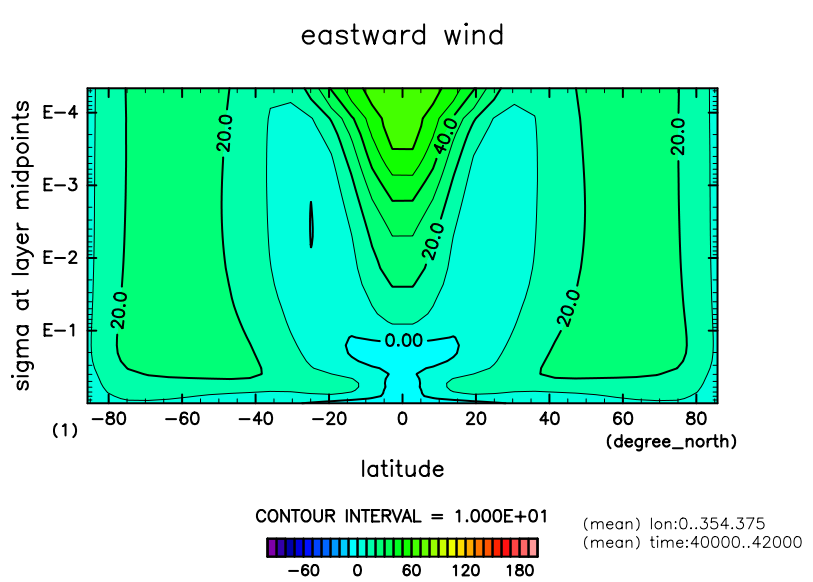 eastward wind
sigma at layer midpoints
E-4
E-3
E-2
E-1
20.0
20.0
40.0
20.0
20.0
20.0
0.00
20.0
-80 -60 -40 -20 0 20 40 60 80
(1)
(degree_north)
latitude
CONTOUR INTERVAL = 1.000E+01
-60 0 60 120 180
(mean) lon:0..354.375
(mean) time:40000..42000